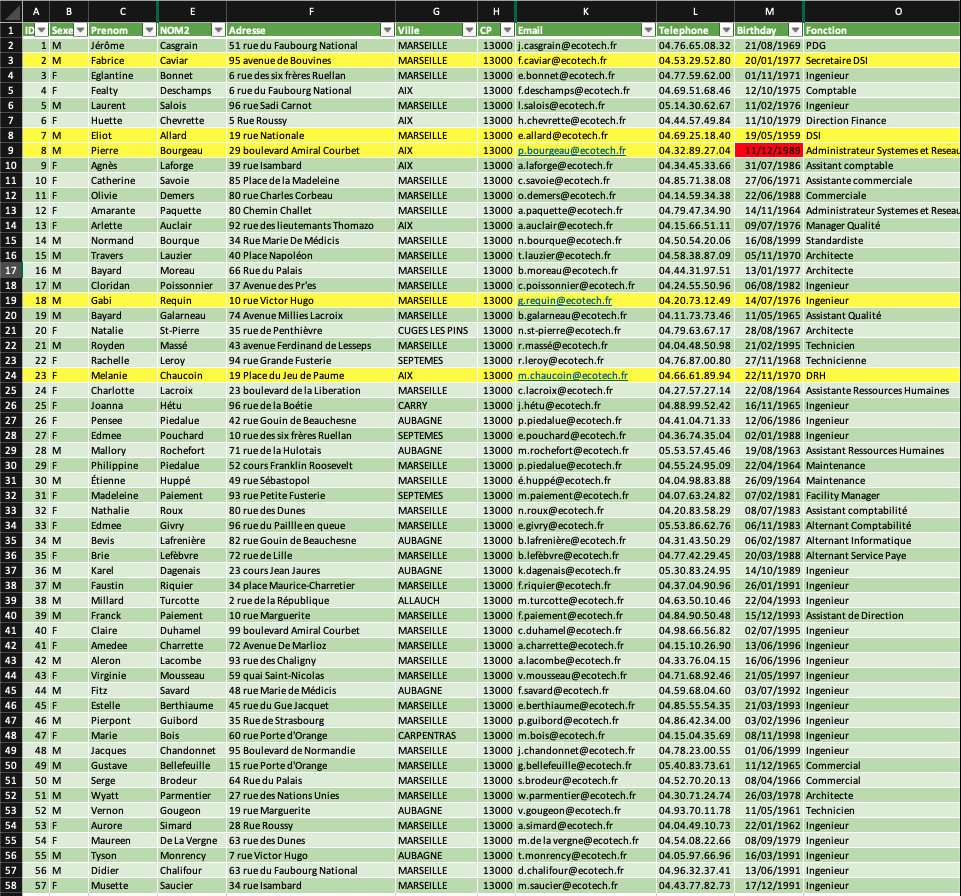 A B C E F G H K L M O
1 ID Sexe Prenom NOM2 Adresse Ville CP Email Telephone Birthday Fonction
2 1 M Jérôme Casgrain 51 rue du Faubourg National MARSEILLE 13000 j.casgrain@ecotech.fr 04.76.65.08.32 21/08/1969 PDG
3 2 M Fabrice Caviar 95 avenue de Bouvines MARSEILLE 13000 f.caviar@ecotech.fr 04.53.29.52.80 20/01/1977 Secretaire DSI
4 3 F Eglantine Bonnet 6 rue des six frères Ruellan MARSEILLE 13000 e.bonnet@ecotech.fr 04.77.59.62.00 01/11/1971 Ingenieur
5 4 F Fealty Deschamps 6 rue du Faubourg National AIX 13000 f.deschamps@ecotech.fr 04.69.51.68.46 12/10/1975 Comptable
6 5 M Laurent Salois 96 rue Sadi Carnot MARSEILLE 13000 l.salois@ecotech.fr 05.14.30.62.67 11/02/1976 Ingenieur
7 6 F Huette Chevrette 5 Rue Roussy AIX 13000 h.chevrette@ecotech.fr 04.44.57.49.84 11/10/1979 Direction Finance
8 7 M Eliot Allard 19 rue Nationale MARSEILLE 13000 e.allard@ecotech.fr 04.69.25.18.40 19/05/1959 DSI
9 8 M Pierre Bourgeau 29 boulevard Amiral Courbet AIX 13000 p.bourgeau@ecotech.fr 04.32.89.27.04 11/12/1989 Administrateur Systemes et Reseau
10 9 F Agnès Laforge 39 rue Isambard AIX 13000 a.laforge@ecotech.fr 04.34.45.33.66 31/07/1986 Assitant comptable
11 10 F Catherine Savoie 85 Place de la Madeleine MARSEILLE 13000 c.savoie@ecotech.fr 04.85.71.38.08 27/06/1971 Assistante commerciale
12 11 F Olivie Demers 80 rue Charles Corbeau MARSEILLE 13000 o.demers@ecotech.fr 04.14.59.34.38 22/06/1988 Commerciale
13 12 F Amarante Paquette 80 Chemin Challet MARSEILLE 13000 a.paquette@ecotech.fr 04.79.47.34.90 14/11/1964 Administrateur Systemes et Reseau
14 13 F Arlette Auclair 92 rue des lieutemants Thomazo AIX 13000 a.auclair@ecotech.fr 04.15.66.51.11 09/07/1976 Manager Qualité
15 14 M Normand Bourque 34 Rue Marie De Médicis MARSEILLE 13000 n.bourque@ecotech.fr 04.50.54.20.06 16/08/1999 Standardiste
16 15 M Travers Lauzier 40 Place Napoléon MARSEILLE 13000 t.lauzier@ecotech.fr 04.58.38.87.09 05/11/1970 Architecte
17 16 M Bayard Moreau 66 Rue du Palais MARSEILLE 13000 b.moreau@ecotech.fr 04.44.31.97.51 13/01/1977 Architecte
18 17 M Cloridan Poissonnier 37 Avenue des Pr'es MARSEILLE 13000 c.poissonnier@ecotech.fr 04.24.55.50.96 06/08/1982 Ingenieur
19 18 M Gabi Requin 10 rue Victor Hugo MARSEILLE 13000 g.requin@ecotech.fr 04.20.73.12.49 14/07/1976 Ingenieur
20 19 M Bayard Galarneau 74 Avenue Millies Lacroix MARSEILLE 13000 b.galarneau@ecotech.fr 04.11.73.73.46 11/05/1965 Assistant Qualité
21 20 F Natalie St-Pierre 35 rue de Penthièvre CUGES LES PINS 13000 n.st-pierre@ecotech.fr 04.79.63.67.17 28/08/1967 Architecte
22 21 M Royden Massé 43 avenue Ferdinand de Lesseps MARSEILLE 13000 r.massé@ecotech.fr 04.04.48.50.98 21/02/1995 Technicien
23 22 F Rachelle Leroy 94 rue Grande Fusterie SEPTEMES 13000 r.leroy@ecotech.fr 04.76.87.00.80 27/11/1968 Technicienne
24 23 F Melanie Chaucoin 19 Place du Jeu de Paume AIX 13000 m.chaucoin@ecotech.fr 04.66.61.89.94 22/11/1970 DRH
25 24 F Charlotte Lacroix 23 boulevard de la Liberation MARSEILLE 13000 c.lacroix@ecotech.fr 04.27.57.27.14 28/08/1964 Assistante Ressources Humaines
26 25 F Joanna Hétu 96 rue de la Boétie CARRY 13000 j.hétu@ecotech.fr 04.88.99.52.42 16/11/1965 Ingenieur
27 26 F Pensee Piedalue 42 rue Gouin de Beauchesne AUBAGNE 13000 p.piedalue@ecotech.fr 04.41.04.71.33 12/06/1986 Ingenieur
28 27 F Edmee Pouchard 10 rue des six frères Ruellan SEPTEMES 13000 e.pouchard@ecotech.fr 04.36.74.35.04 02/01/1988 Ingenieur
29 28 M Mallory Rochefort 71 rue de la Hulotais AUBAGNE 13000 m.rochefort@ecotech.fr 05.53.57.45.46 19/08/1963 Assistant Ressources Humaines
30 29 F Philippine Piedalue 52 cours Franklin Roosevelt MARSEILLE 13000 p.piedalue@ecotech.fr 04.55.24.95.09 22/04/1964 Maintenance
31 30 M Étienne Huppé 49 rue Sébastopol MARSEILLE 13000 é.huppé@ecotech.fr 04.04.98.83.88 26/09/1964 Maintenance
32 31 F Madeleine Paiement 93 rue Petite Fusterie SEPTEMES 13000 m.paiement@ecotech.fr 04.07.63.24.82 07/02/1981 Facility Manager
33 32 F Nathalie Roux 80 rue des Dunes MARSEILLE 13000 n.roux@ecotech.fr 04.20.83.58.29 08/07/1983 Assistant comptabilité
34 33 F Edmee Givry 96 rue du Paillle en queue MARSEILLE 13000 e.givry@ecotech.fr 05.53.86.62.76 06/11/1983 Alternant Comptabilité
35 34 M Bevis Lafrenière 82 rue Gouin de Beauchesne AUBAGNE 13000 b.lafrenière@ecotech.fr 04.31.43.50.29 06/02/1987 Alternant Informatique
36 35 F Brie Lefèbvre 72 rue de Lille MARSEILLE 13000 b.lefèbvre@ecotech.fr 04.77.42.29.45 20/03/1988 Alternant Service Paye
37 36 M Karel Dagenais 23 cours Jean Jaures AUBAGNE 13000 k.dagenais@ecotech.fr 05.30.83.24.95 14/10/1989 Ingenieur
38 37 M Faustin Riquier 34 place Maurice-Charretier MARSEILLE 13000 f.riquier@ecotech.fr 04.37.04.90.96 26/01/1991 Ingenieur
39 38 M Millard Turcotte 2 rue de la République ALLAUCH 13000 m.turcotte@ecotech.fr 04.63.50.10.46 22/04/1993 Ingenieur
40 39 M Franck Paiement 10 rue Marguerite MARSEILLE 13000 f.paiement@ecotech.fr 04.84.90.50.48 15/12/1993 Assistant de Direction
41 40 F Claire Duhamel 99 boulevard Amiral Courbet MARSEILLE 13000 c.duhamel@ecotech.fr 04.98.66.56.82 02/07/1995 Ingenieur
42 41 F Amedee Charrette 72 Avenue De Marlioz MARSEILLE 13000 a.charrette@ecotech.fr 04.15.10.26.90 13/06/1996 Ingenieur
43 42 M Aleron Lacombe 93 rue des Chaligny MARSEILLE 13000 a.lacombe@ecotech.fr 04.33.76.04.15 16/06/1996 Ingenieur
44 43 F Virginie Mousseau 59 quai Saint-Nicolas MARSEILLE 13000 v.mousseau@ecotech.fr 04.71.68.92.46 21/05/1997 Ingenieur
45 44 M Fitz Savard 48 rue Marie de Médicis AUBAGNE 13000 f.savard@ecotech.fr 04.59.68.04.60 03/07/1992 Ingenieur
46 45 F Estelle Berthiaume 45 rue du Gue Jacquet MARSEILLE 13000 e.berthiaume@ecotech.fr 04.85.55.54.35 21/03/1993 Ingenieur
47 46 M Pierpont Guibord 35 Rue de Strasbourg MARSEILLE 13000 p.guibord@ecotech.fr 04.86.42.34.00 03/02/1996 Ingenieur
48 47 F Marie Bois 60 rue Porte d'Orange CARPENTRAS 13000 m.bois@ecotech.fr 04.15.04.35.69 08/11/1998 Ingenieur
49 48 M Jacques Chandonnet 95 Boulevard de Normandie MARSEILLE 13000 j.chandonnet@ecotech.fr 04.78.23.00.55 01/06/1999 Ingenieur
50 49 M Gustave Bellefeuille 15 rue Porte d'Orange MARSEILLE 13000 g.bellefeuille@ecotech.fr 05.40.83.73.61 11/12/1965 Commercial
51 50 M Serge Brodeur 64 Rue du Palais MARSEILLE 13000 s.brodeur@ecotech.fr 04.52.70.20.13 08/04/1966 Commercial
52 51 M Wyatt Parmentier 27 rue des Nations Unies MARSEILLE 13000 w.parmentier@ecotech.fr 04.30.71.24.74 26/03/1978 Architecte
53 52 M Vernon Gougeon 19 rue Marguerite AUBAGNE 13000 v.gougeon@ecotech.fr 04.93.70.11.78 11/05/1961 Technicien
54 53 F Aurore Simard 28 Rue Roussy MARSEILLE 13000 a.simard@ecotech.fr 04.04.49.10.73 22/01/1962 Ingenieur
55 54 F Maureen De La Vergne 63 rue des Dunes MARSEILLE 13000 m.de la vergne@ecotech.fr 04.54.08.22.66 08/09/1979 Ingenieur
56 55 M Tyson Monrency 7 rue Victor Hugo AUBAGNE 13000 t.monrency@ecotech.fr 04.05.97.66.96 16/03/1991 Ingenieur
57 56 M Didier Chalifour 63 rue du Faubourg National MARSEILLE 13000 d.chalifour@ecotech.fr 04.96.32.37.41 13/06/1991 Ingenieur
58 57 F Musette Saucier 34 rue Isambard MARSEILLE 13000 m.saucier@ecotech.fr 04.43.77.82.73 17/12/1991 Ingenieur